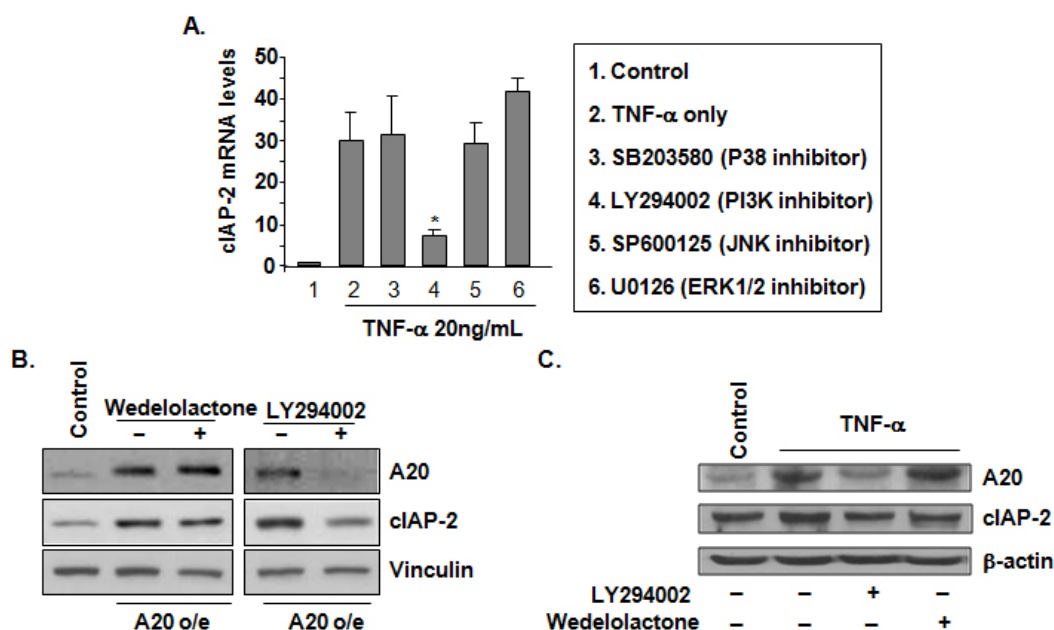 A.
cIAP-2 mRNA levels
50
40
30
20
10
0
*
1 2 3 4 5 6
TNF-α 20ng/mL
1. Control
2. TNF-α only
3. SB203580 (P38 inhibitor)
4. LY294002 (PI3K inhibitor)
5. SP600125 (JNK inhibitor)
6. U0126 (ERK1/2 inhibitor)
B.
Control
Wedelolactone LY294002
– + – +
A20
cIAP-2
Vinculin
A20 o/e A20 o/e
C.
Control
TNF-α
A20
cIAP-2
β-actin
LY294002 – – + –
Wedelolactone – – – +